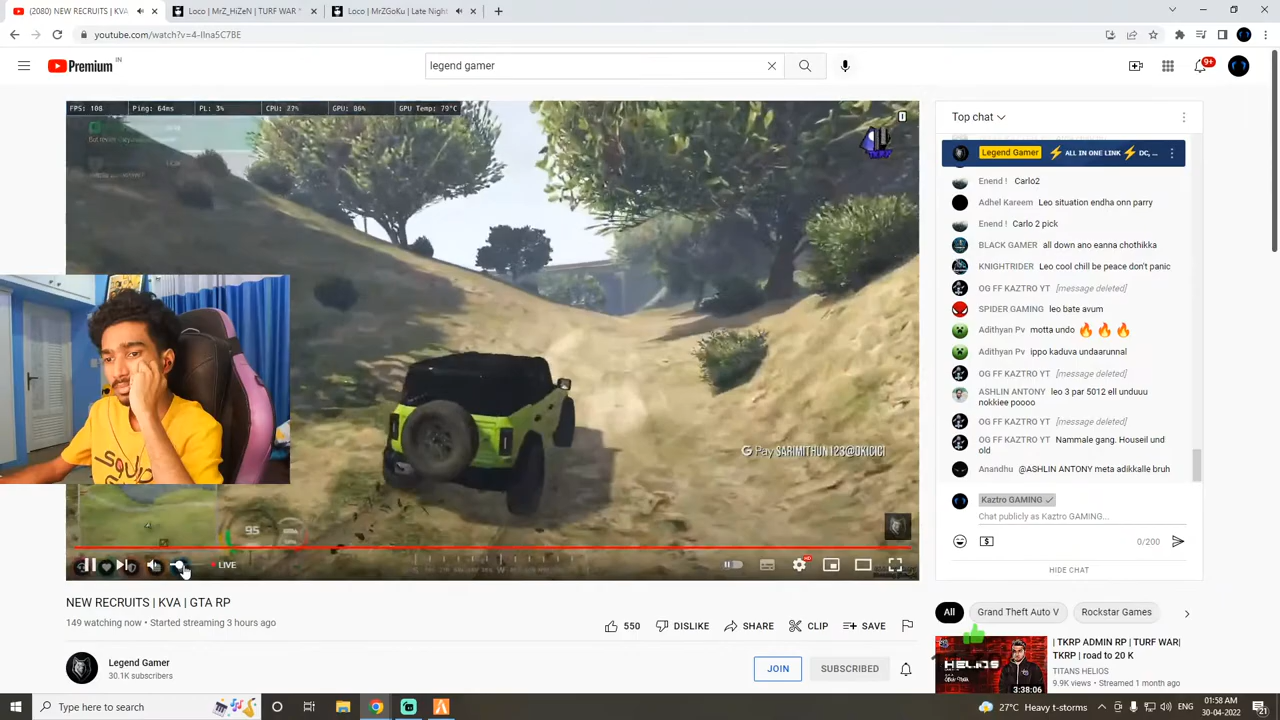 (2080) NEW RECRUITS | KVA |
Loco | MrZ_HiZeN | TURF WAR "
Loco | MrZGoKu | Late Night
youtube.com/watch?v=4-lIna5C7BE
Premium IN
legend gamer
9+
FPS: 108 Ping: 64ms PL: 3% CPU: 27% GPU: 86% GPU Temp: 79°C
TKRP
G Pay SARIMITHUN123@DKICICI
95
LIVE
HD
Top chat
Legend Gamer ⚡ ALL IN ONE LINK ⚡ DC, ...
Enend ! Carlo2
Adhel Kareem Leo situation endha onn parry
Enend ! Carlo 2 pick
BLACK GAMER all down ano eanna chothikka
KNIGHTRIDER Leo cool chill be peace don't panic
OG FF KAZTRO YT [message deleted]
SPIDER GAMING leo bate avum
Adithyan Pv motta undo 🔥 🔥 🔥
Adithyan Pv ippo kaduva undaarunnal
OG FF KAZTRO YT [message deleted]
ASHLIN ANTONY leo 3 par 5012 ell unduuu
nokkiee poooo
OG FF KAZTRO YT [message deleted]
OG FF KAZTRO YT Nammale gang. Houseil und
old
Anandhu @ASHLIN ANTONY meta adikkalle bruh
Kaztro GAMING ✓
Chat publicly as Kaztro GAMING...
0/200
HIDE CHAT
NEW RECRUITS | KVA | GTA RP
149 watching now • Started streaming 3 hours ago
550 DISLIKE SHARE CLIP SAVE
Legend Gamer
30.1K subscribers
JOIN SUBSCRIBED
All Grand Theft Auto V Rockstar Games
HELIOS
3:38:06
| TKRP ADMIN RP | TURF WAR|
TKRP | road to 20 K
TITANS HELIOS
9.9K views • Streamed 1 month ago
Type here to search
27°C Heavy t-storms
ENG
01:58 AM
30-04-2022